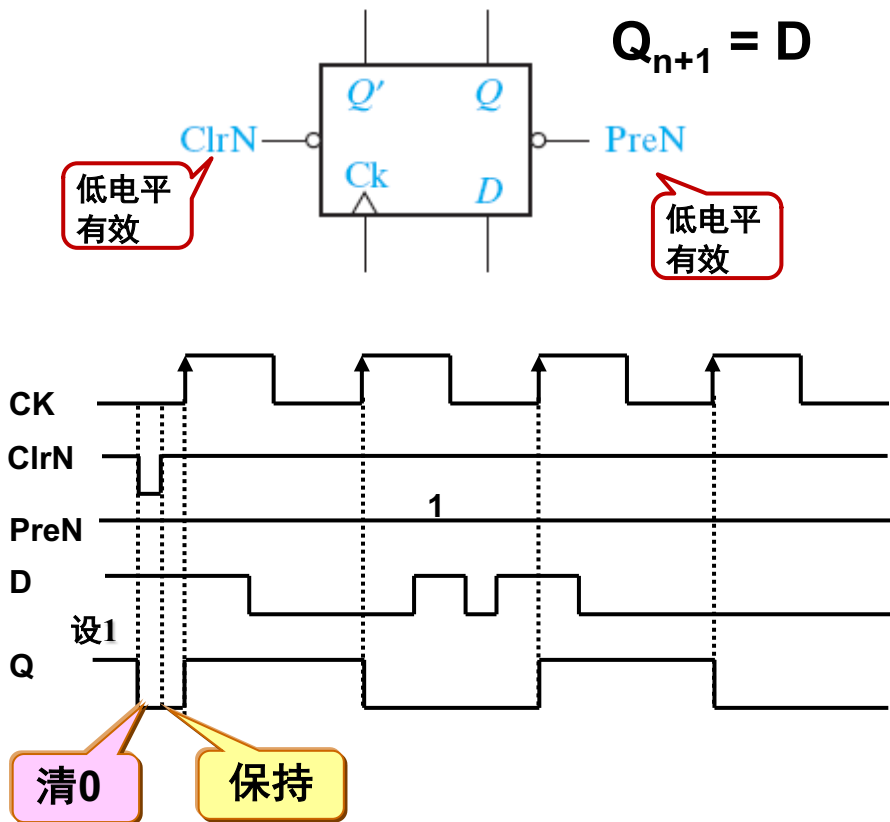 Qn+1 = D
Q′ Q
ClrN PreN
Ck D
低电平
有效
低电平
有效
CK
ClrN
1
PreN
D
设1
Q
清0
保持